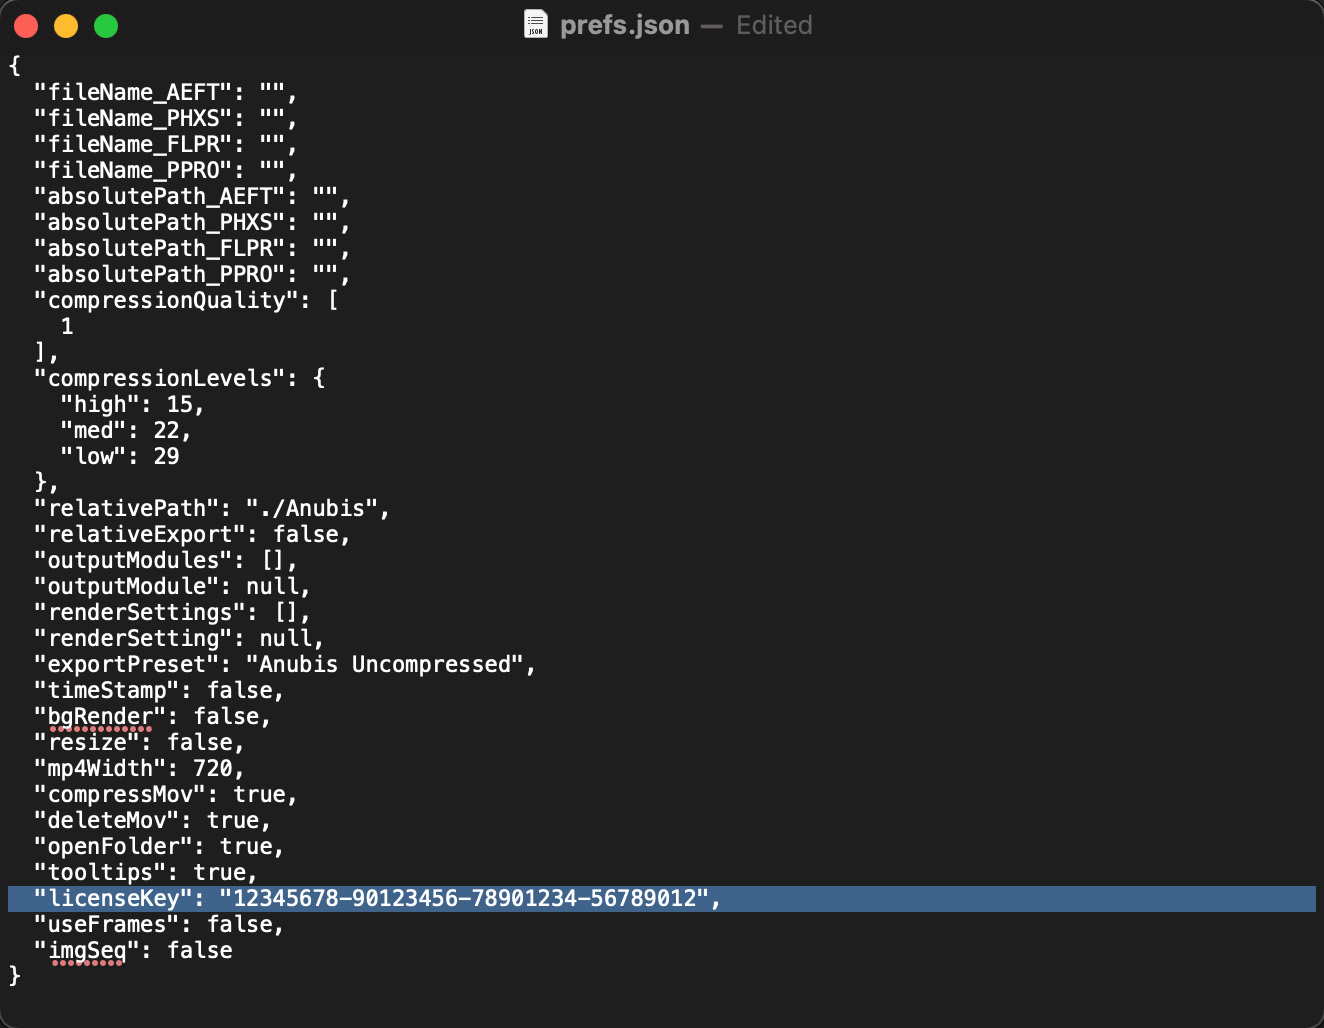 prefs.json — Edited
{
  "fileName_AEFT": "",
  "fileName_PHXS": "",
  "fileName_FLPR": "",
  "fileName_PPRO": "",
  "absolutePath_AEFT": "",
  "absolutePath_PHXS": "",
  "absolutePath_FLPR": "",
  "absolutePath_PPRO": "",
  "compressionQuality": [
    1
  ],
  "compressionLevels": {
    "high": 15,
    "med": 22,
    "low": 29
  },
  "relativePath": "./Anubis",
  "relativeExport": false,
  "outputModules": [],
  "outputModule": null,
  "renderSettings": [],
  "renderSetting": null,
  "exportPreset": "Anubis Uncompressed",
  "timeStamp": false,
  "bgRender": false,
  "resize": false,
  "mp4Width": 720,
  "compressMov": true,
  "deleteMov": true,
  "openFolder": true,
  "tooltips": true,
  "licenseKey": "12345678-90123456-78901234-56789012",
  "useFrames": false,
  "imgSeq": false
}